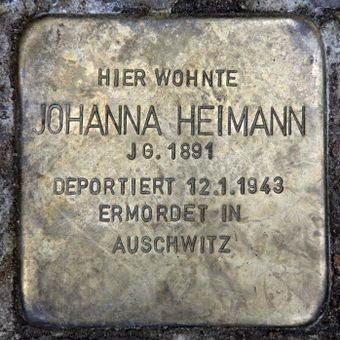 HIER WOHNTE
JOHANNA HEIMANN
JG. 1891
DEPORTIERT 12.1.1943
ERMORDET IN
AUSCHWITZ